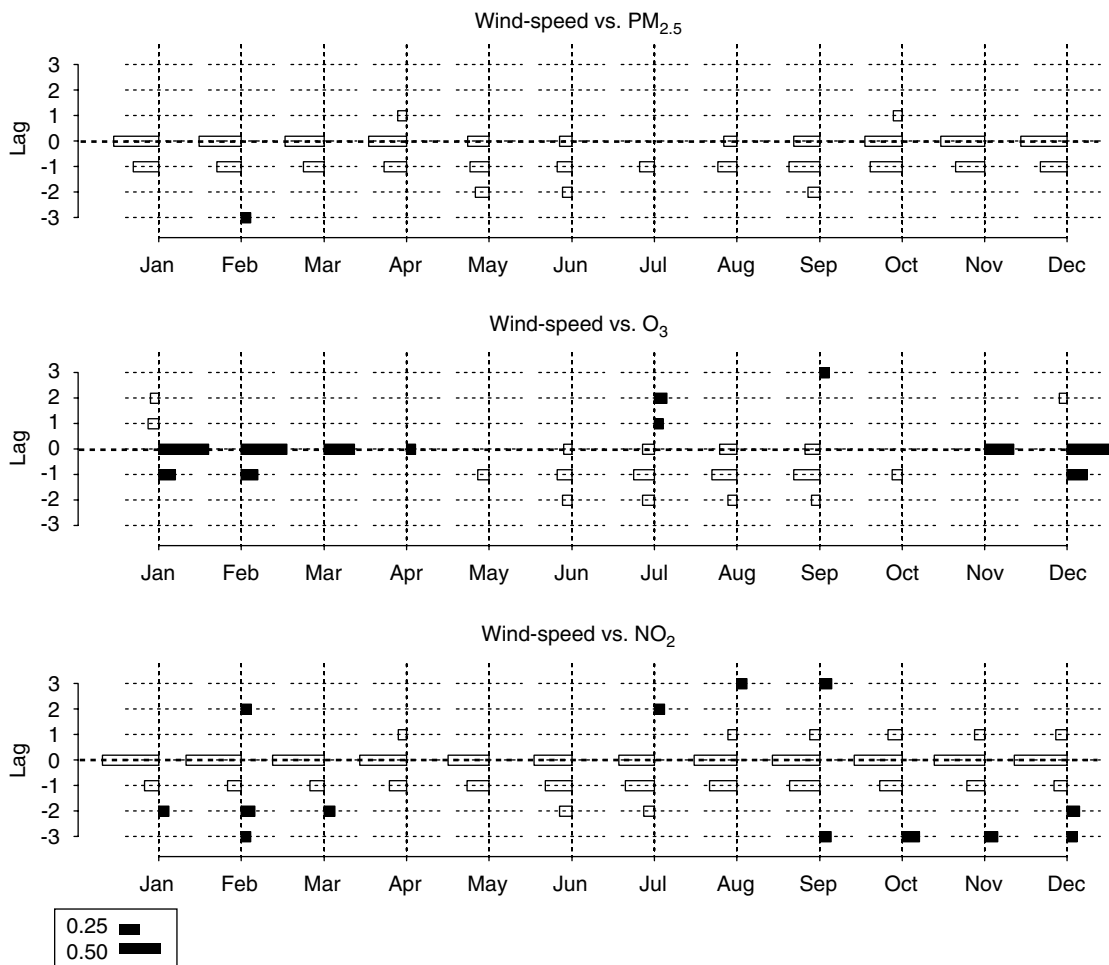 Wind-speed vs. PM2.5
3
2
1
0
-1
-2
-3
Lag
Jan Feb Mar Apr May Jun Jul Aug Sep Oct Nov Dec
Wind-speed vs. O3
3
2
1
0
-1
-2
-3
Lag
Jan Feb Mar Apr May Jun Jul Aug Sep Oct Nov Dec
Wind-speed vs. NO2
3
2
1
0
-1
-2
-3
Lag
Jan Feb Mar Apr May Jun Jul Aug Sep Oct Nov Dec
0.25
0.50